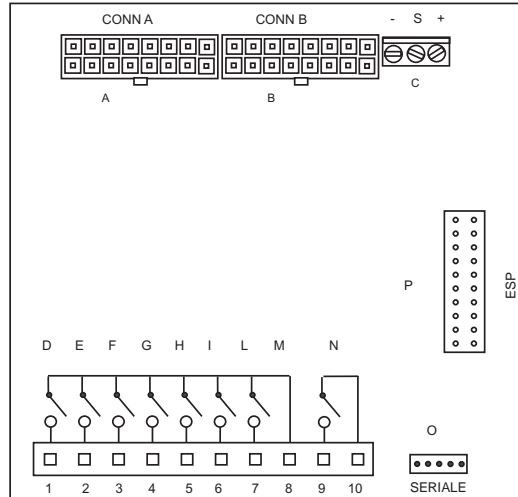 CONN A CONN B - S +
A B C
P ESP
D E F G H I L M N
O
1 2 3 4 5 6 7 8 9 10 SERIALE